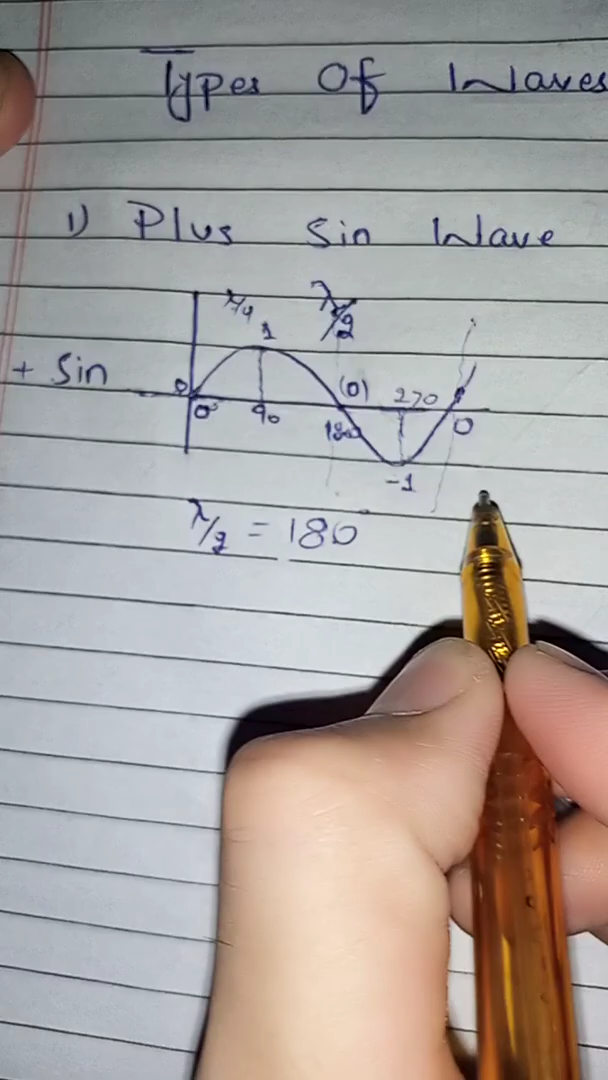 Types Of Waves
1) Plus Sin Wave
λ/4 λ/2
1
+ Sin
0 0° 90 (0) 270
180 0
-1
λ/2 = 180°